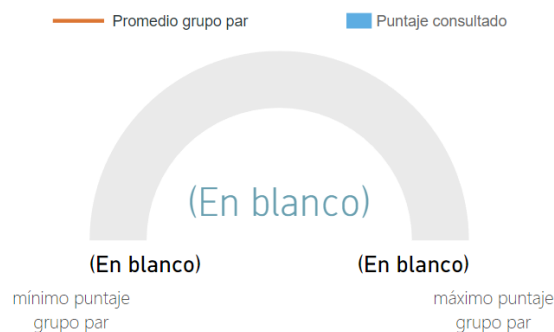 Promedio grupo par
Puntaje consultado
(En blanco)
(En blanco)
(En blanco)
mínimo puntaje
grupo par
máximo puntaje
grupo par